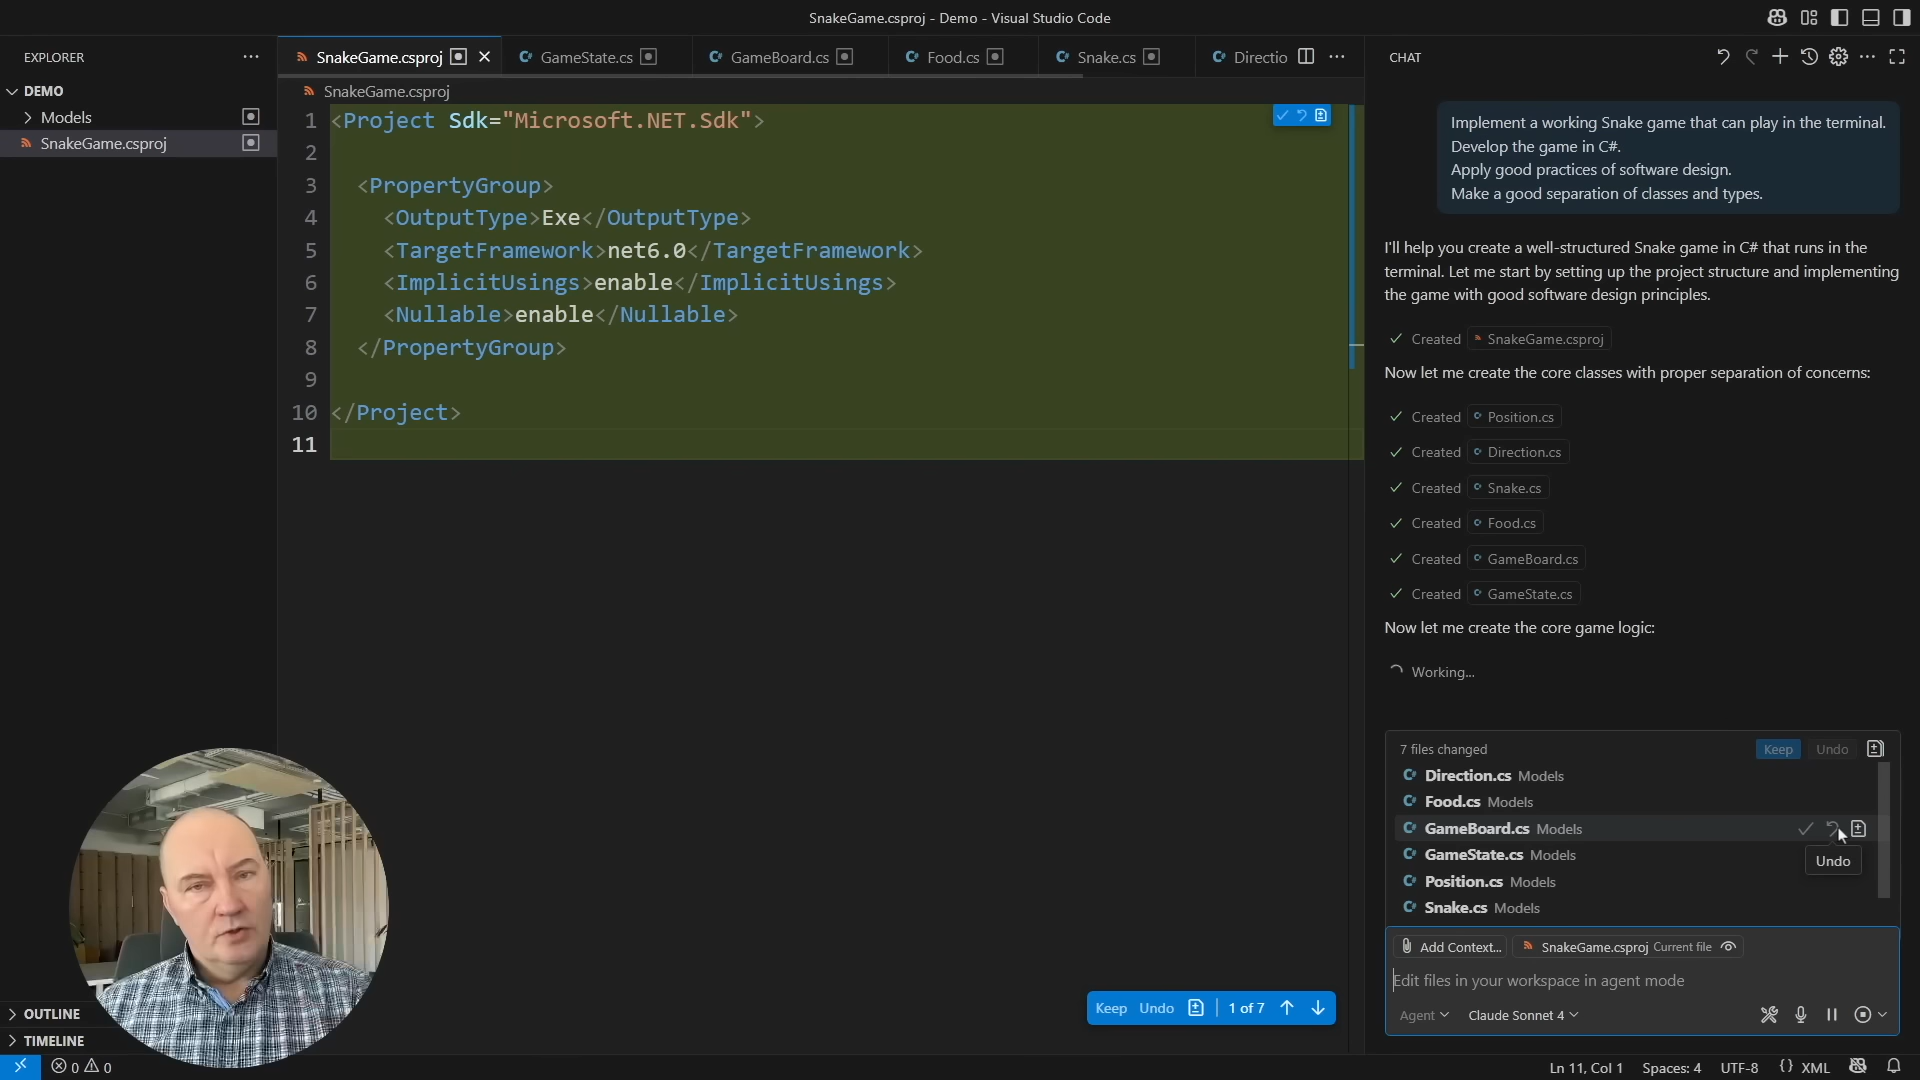 SnakeGame.csproj - Demo - Visual Studio Code
EXPLORER
DEMO
Models
SnakeGame.csproj
OUTLINE
TIMELINE
SnakeGame.csproj
GameState.cs
GameBoard.cs
Food.cs
Snake.cs
Directio
SnakeGame.csproj
1 <Project Sdk="Microsoft.NET.Sdk">
2
3 <PropertyGroup>
4 <OutputType>Exe</OutputType>
5 <TargetFramework>net6.0</TargetFramework>
6 <ImplicitUsings>enable</ImplicitUsings>
7 <Nullable>enable</Nullable>
8 </PropertyGroup>
9
10 </Project>
11
Keep Undo 1 of 7
CHAT
Implement a working Snake game that can play in the terminal.
Develop the game in C#.
Apply good practices of software design.
Make a good separation of classes and types.
I'll help you create a well-structured Snake game in C# that runs in the
terminal. Let me start by setting up the project structure and implementing
the game with good software design principles.
Created SnakeGame.csproj
Now let me create the core classes with proper separation of concerns:
Created Position.cs
Created Direction.cs
Created Snake.cs
Created Food.cs
Created GameBoard.cs
Created GameState.cs
Now let me create the core game logic:
Working...
7 files changed Keep Undo
Direction.cs Models
Food.cs Models
GameBoard.cs Models
GameState.cs Models
Undo
Position.cs Models
Snake.cs Models
Add Context... SnakeGame.csproj Current file
Edit files in your workspace in agent mode
Agent Claude Sonnet 4
0 0
Ln 11, Col 1 Spaces: 4 UTF-8 {} XML